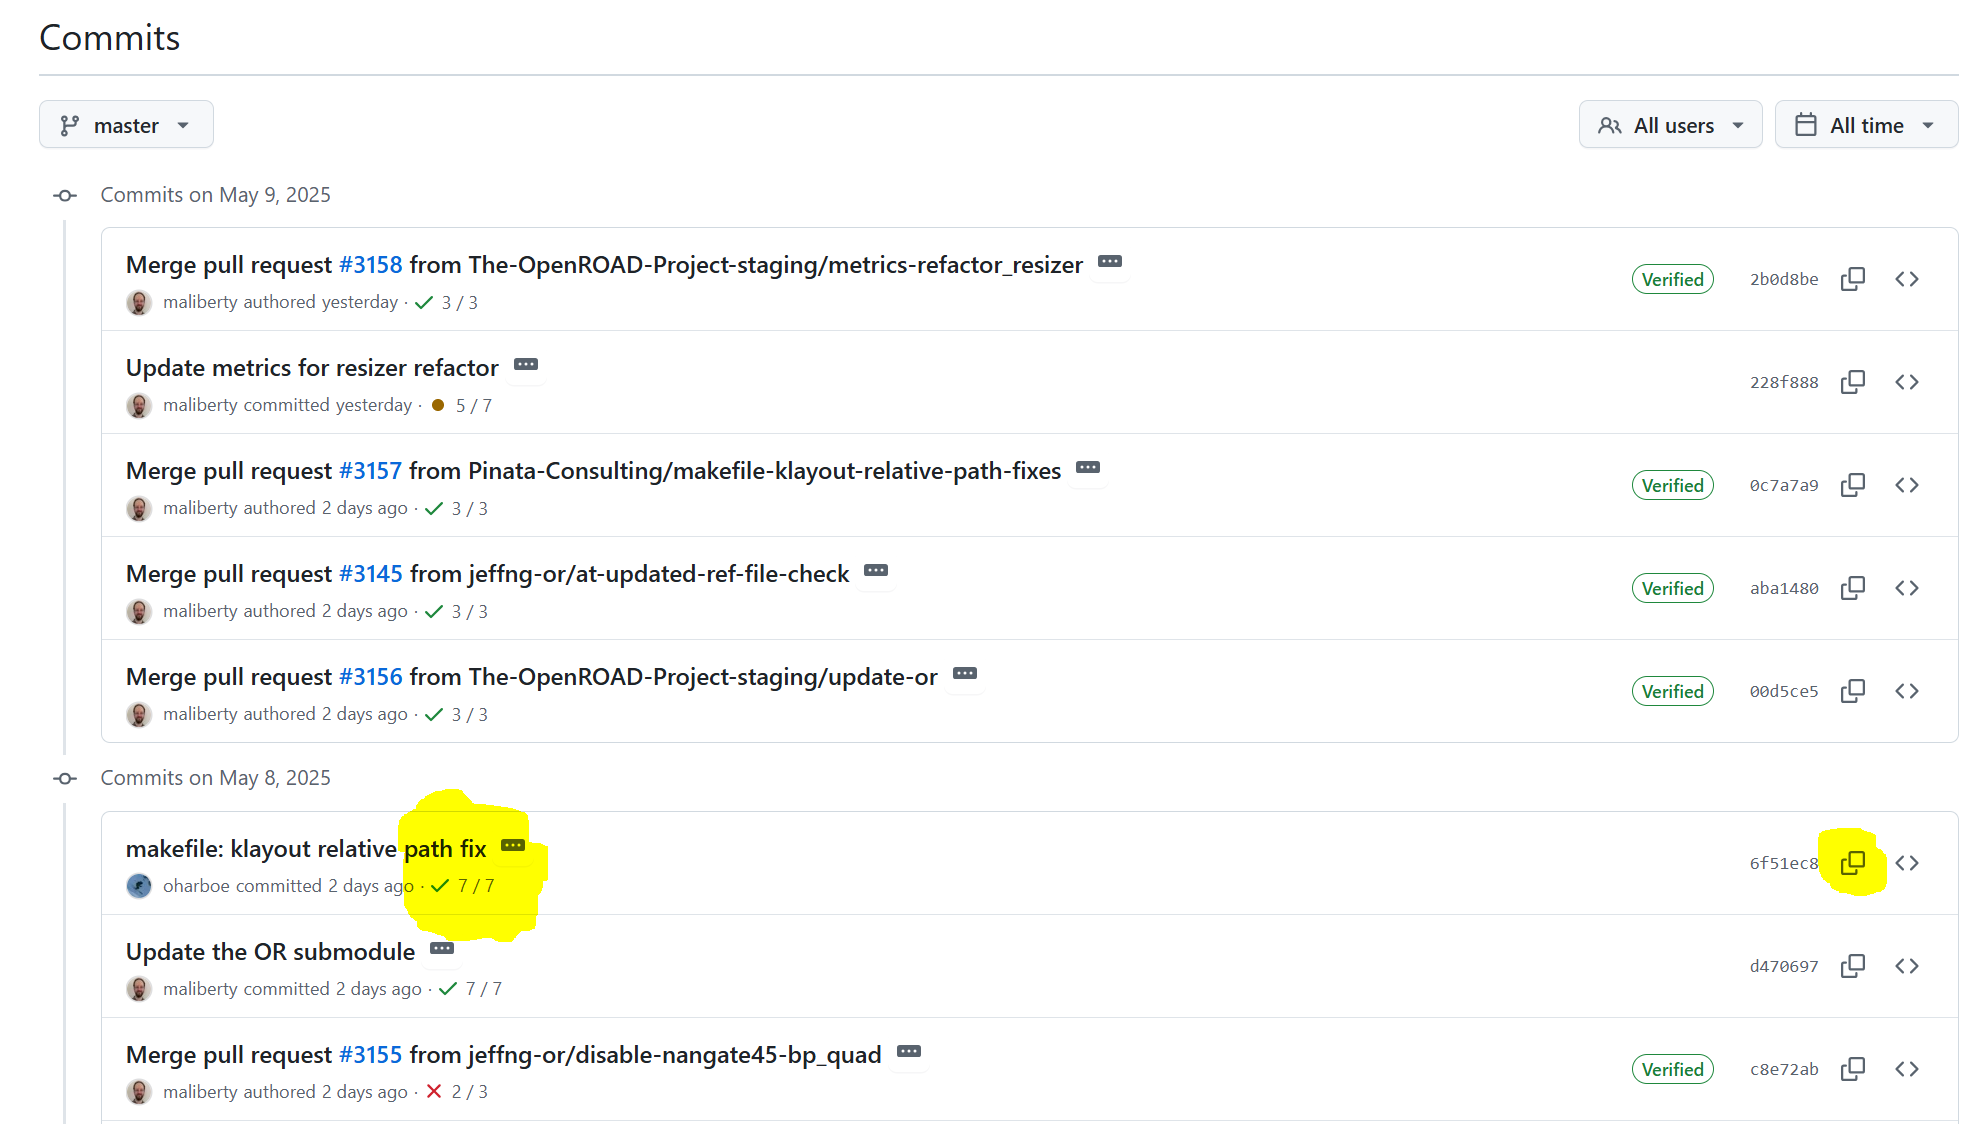 Commits
master
All users
All time
Commits on May 9, 2025
Merge pull request #3158 from The-OpenROAD-Project-staging/metrics-refactor_resizer
Verified
2b0d8be
maliberty authored yesterday · 3 / 3
Update metrics for resizer refactor
228f888
maliberty committed yesterday · 5 / 7
Merge pull request #3157 from Pinata-Consulting/makefile-klayout-relative-path-fixes
Verified
0c7a7a9
maliberty authored 2 days ago · 3 / 3
Merge pull request #3145 from jeffng-or/at-updated-ref-file-check
Verified
aba1480
maliberty authored 2 days ago · 3 / 3
Merge pull request #3156 from The-OpenROAD-Project-staging/update-or
Verified
00d5ce5
maliberty authored 2 days ago · 3 / 3
Commits on May 8, 2025
makefile: klayout relative path fix
6f51ec8
oharboe committed 2 days ago · 7 / 7
Update the OR submodule
d470697
maliberty committed 2 days ago · 7 / 7
Merge pull request #3155 from jeffng-or/disable-nangate45-bp_quad
Verified
c8e72ab
maliberty authored 2 days ago · 2 / 3